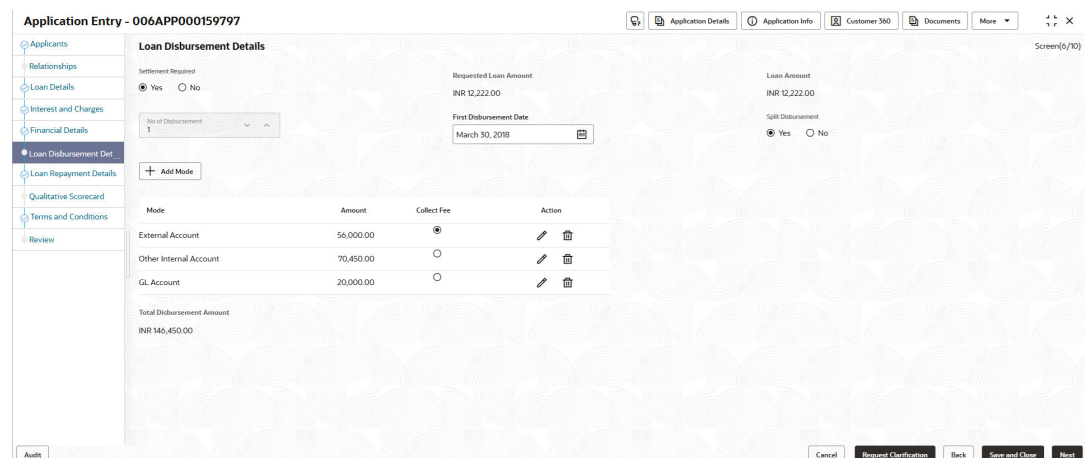 Application Entry - 006APP000159797
Application Details
Application Info
Customer 360
Documents
More
Applicants
Relationships
Loan Details
Interest and Charges
Financial Details
Loan Disbursement Det...
Loan Repayment Details
Qualitative Scorecard
Terms and Conditions
Review
Loan Disbursement Details
Screen(6/10)
Settlement Required
Yes No
Requested Loan Amount
INR 12,222.00
Loan Amount
INR 12,222.00
No of Disbursement
1
First Disbursement Date
March 30, 2018
Split Disbursement
Yes No
+ Add Mode
Mode Amount Collect Fee Action
External Account 56,000.00
Other Internal Account 70,450.00
GL Account 20,000.00
Total Disbursement Amount
INR 146,450.00
Audit
Cancel
Request Clarification
Back
Save and Close
Next